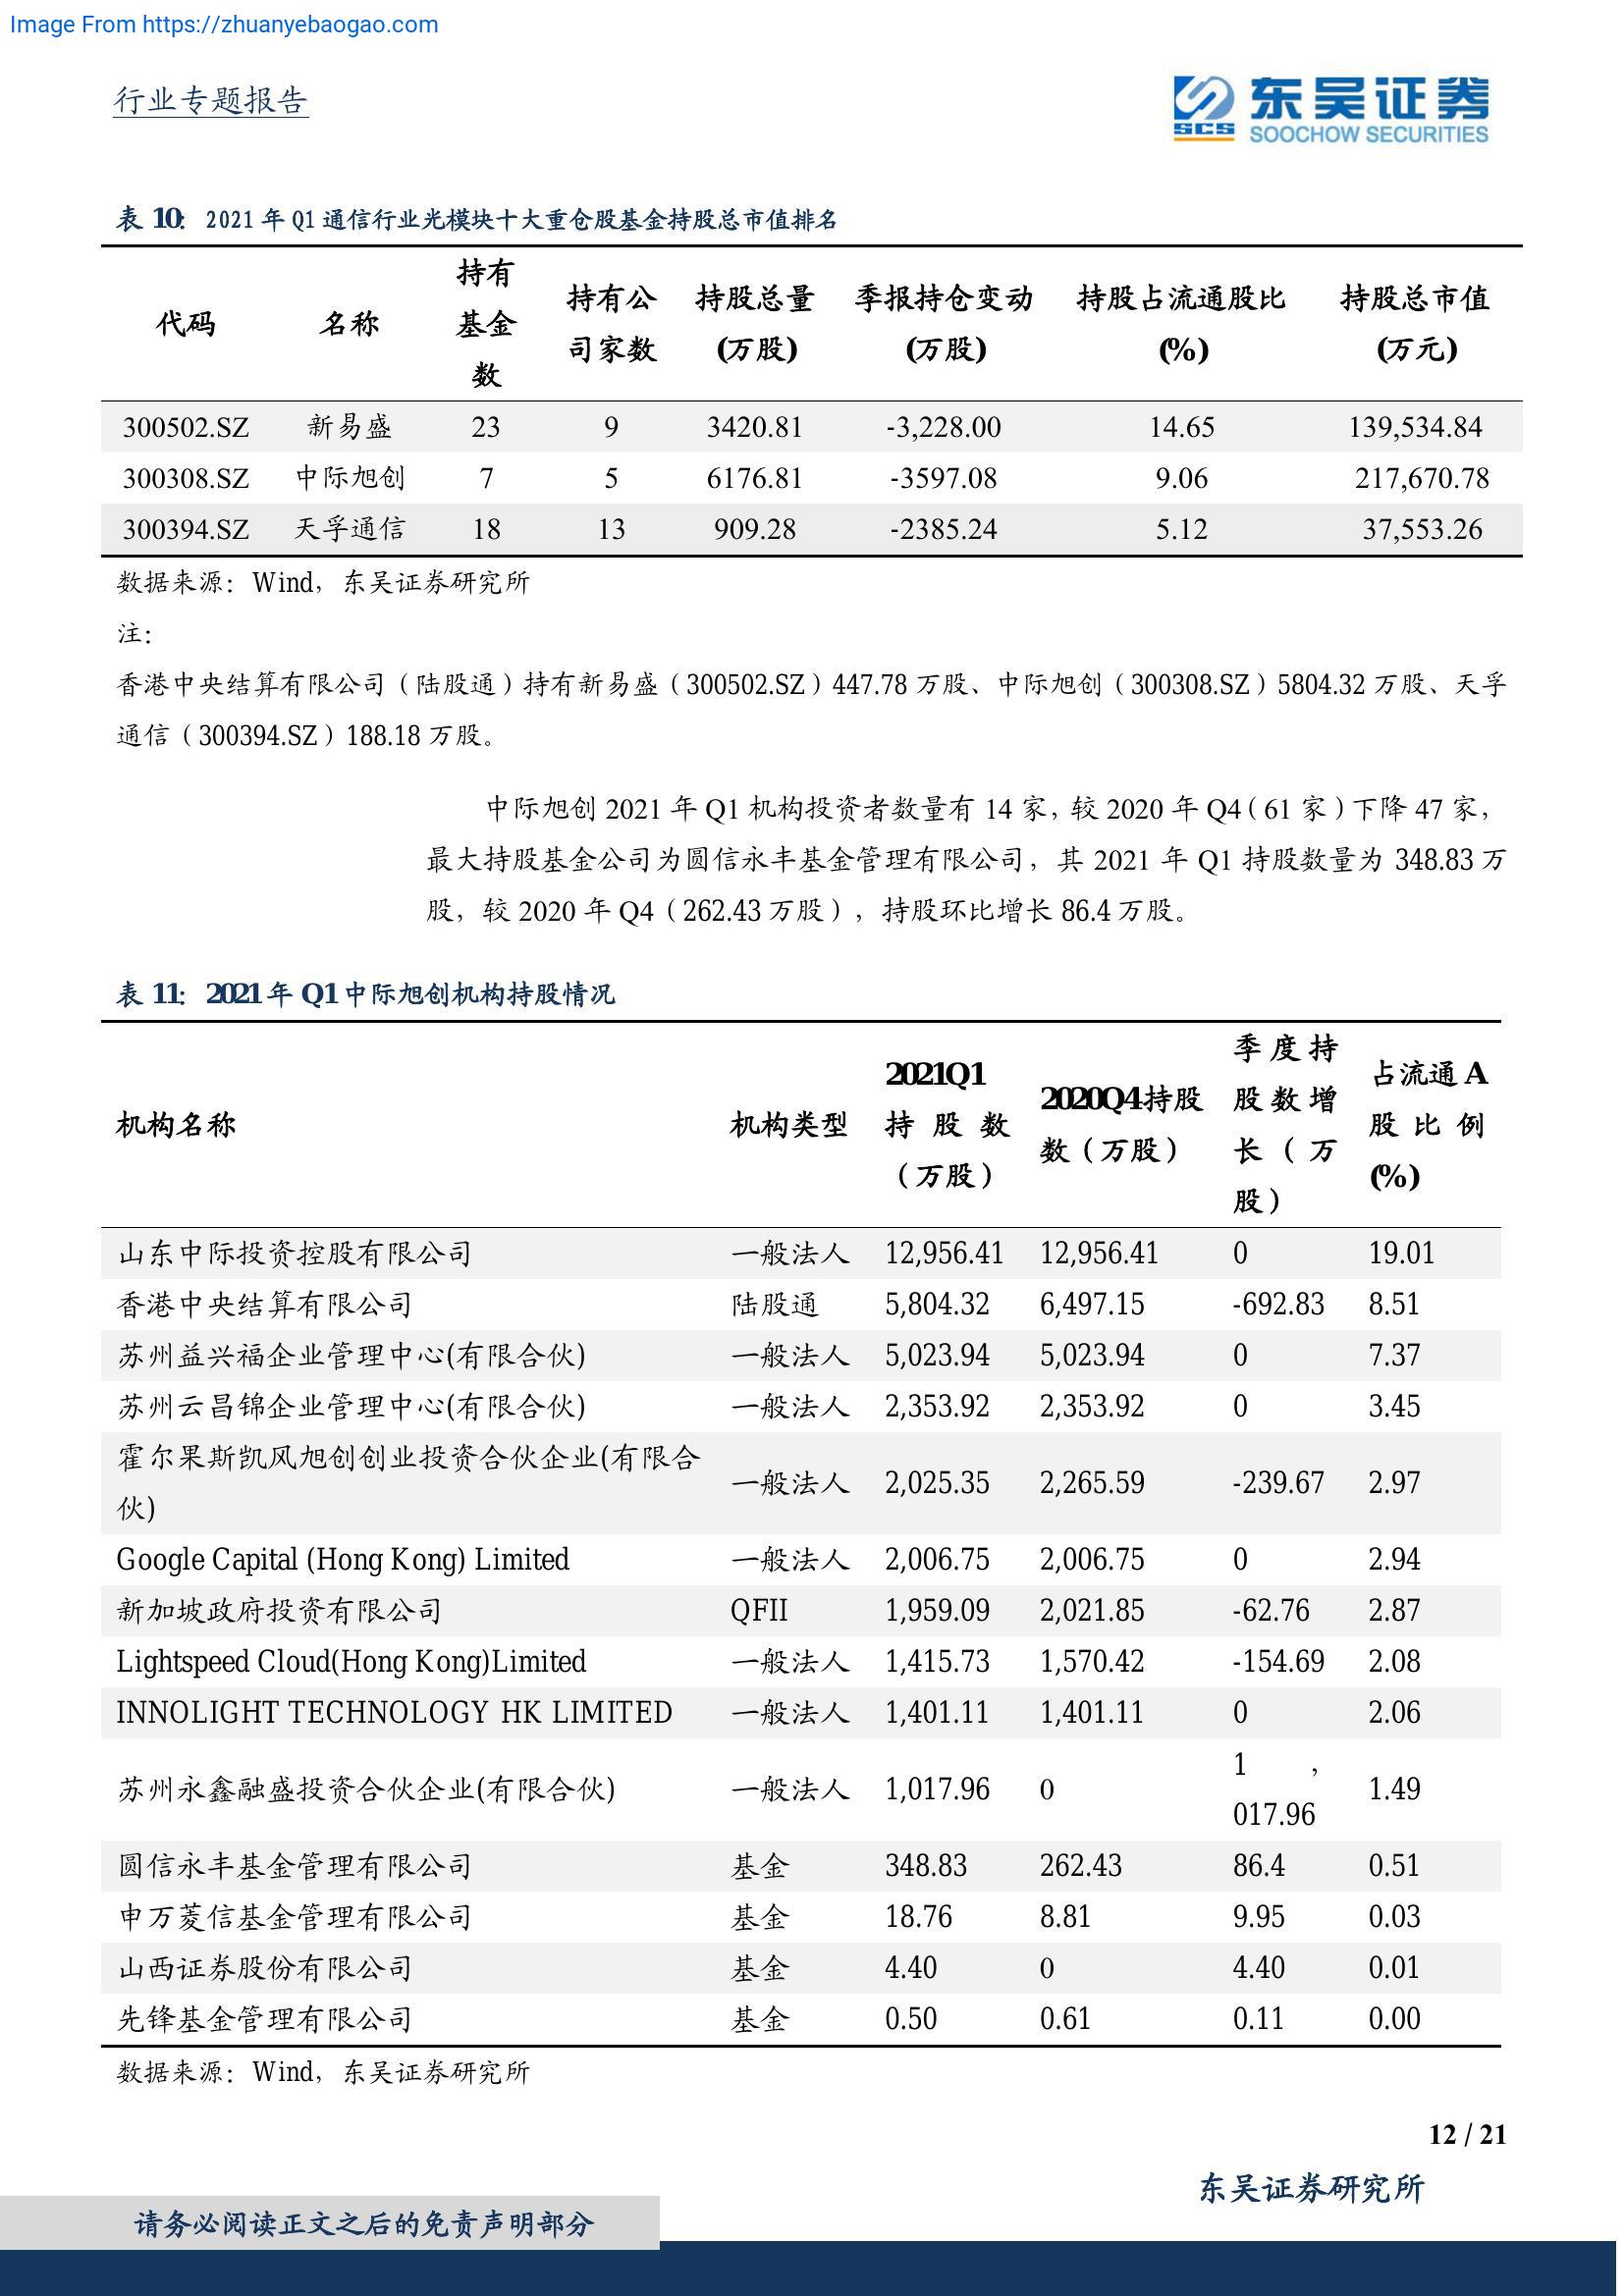 Image From https://zhuanyebaogao.com
行业专题报告
东吴证券
SCS SOOCHOW SECURITIES
表 10: 2021 年 Q1 通信行业光模块十大重仓股基金持股总市值排名
代码 名称 持有基金数 持有公司家数 持股总量(万股) 季报持仓变动(万股) 持股占流通股比(%) 持股总市值(万元)
300502.SZ 新易盛 23 9 3420.81 -3,228.00 14.65 139,534.84
300308.SZ 中际旭创 7 5 6176.81 -3597.08 9.06 217,670.78
300394.SZ 天孚通信 18 13 909.28 -2385.24 5.12 37,553.26
数据来源：Wind，东吴证券研究所
注：
香港中央结算有限公司（陆股通）持有新易盛（300502.SZ）447.78 万股、中际旭创（300308.SZ）5804.32 万股、天孚
通信（300394.SZ）188.18 万股。
中际旭创 2021 年 Q1 机构投资者数量有 14 家，较 2020 年 Q4（61 家）下降 47 家，
最大持股基金公司为圆信永丰基金管理有限公司，其 2021 年 Q1 持股数量为 348.83 万
股，较 2020 年 Q4（262.43 万股），持股环比增长 86.4 万股。
表 11: 2021 年 Q1 中际旭创机构持股情况
机构名称 机构类型 2021Q1 持股数（万股） 2020Q4 持股数（万股） 季度持股数增长（万股） 占流通 A 股比例(%)
山东中际投资控股有限公司 一般法人 12,956.41 12,956.41 0 19.01
香港中央结算有限公司 陆股通 5,804.32 6,497.15 -692.83 8.51
苏州益兴福企业管理中心(有限合伙) 一般法人 5,023.94 5,023.94 0 7.37
苏州云昌锦企业管理中心(有限合伙) 一般法人 2,353.92 2,353.92 0 3.45
霍尔果斯凯风旭创创业投资合伙企业(有限合伙) 一般法人 2,025.35 2,265.59 -239.67 2.97
Google Capital (Hong Kong) Limited 一般法人 2,006.75 2,006.75 0 2.94
新加坡政府投资有限公司 QFII 1,959.09 2,021.85 -62.76 2.87
Lightspeed Cloud(Hong Kong)Limited 一般法人 1,415.73 1,570.42 -154.69 2.08
INNOLIGHT TECHNOLOGY HK LIMITED 一般法人 1,401.11 1,401.11 0 2.06
苏州永鑫融盛投资合伙企业(有限合伙) 一般法人 1,017.96 0 1，017.96 1.49
圆信永丰基金管理有限公司 基金 348.83 262.43 86.4 0.51
申万菱信基金管理有限公司 基金 18.76 8.81 9.95 0.03
山西证券股份有限公司 基金 4.40 0 4.40 0.01
先锋基金管理有限公司 基金 0.50 0.61 0.11 0.00
数据来源：Wind，东吴证券研究所
12 / 21
东吴证券研究所
请务必阅读正文之后的免责声明部分